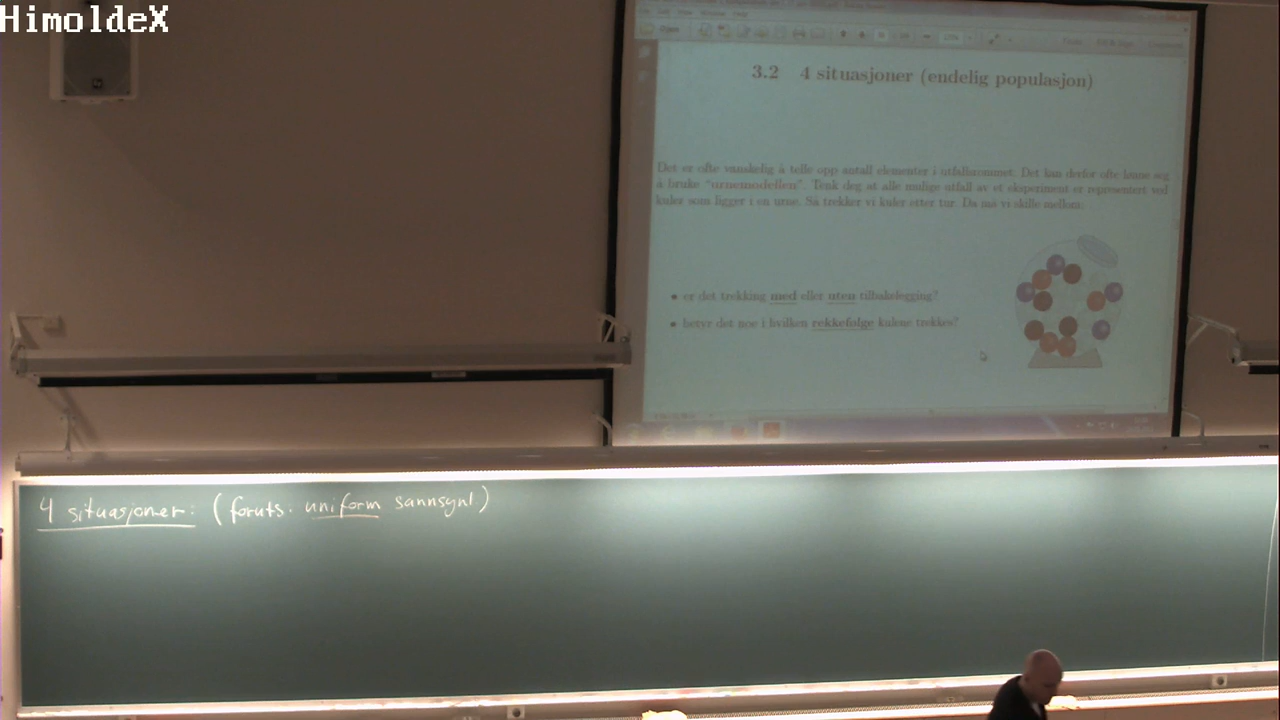 HimoldeX
3.2 4 situasjoner (endelig populasjon)
Det er ofte vanskelig å telle opp antall elementer i utfallsrommet. Det kan derfor ofte lønne seg
å bruke "urnemodellen". Tenk deg at alle mulige utfall av et eksperiment er representert ved
kuler som ligger i en urne. Så trekker vi kuler etter tur. Da må vi skille mellom:
• er det trekking med eller uten tilbakelegging?
• betyr det noe i hvilken rekkefølge kulene trekkes?
4 situasjoner: (foruts. uniform sannsynl)